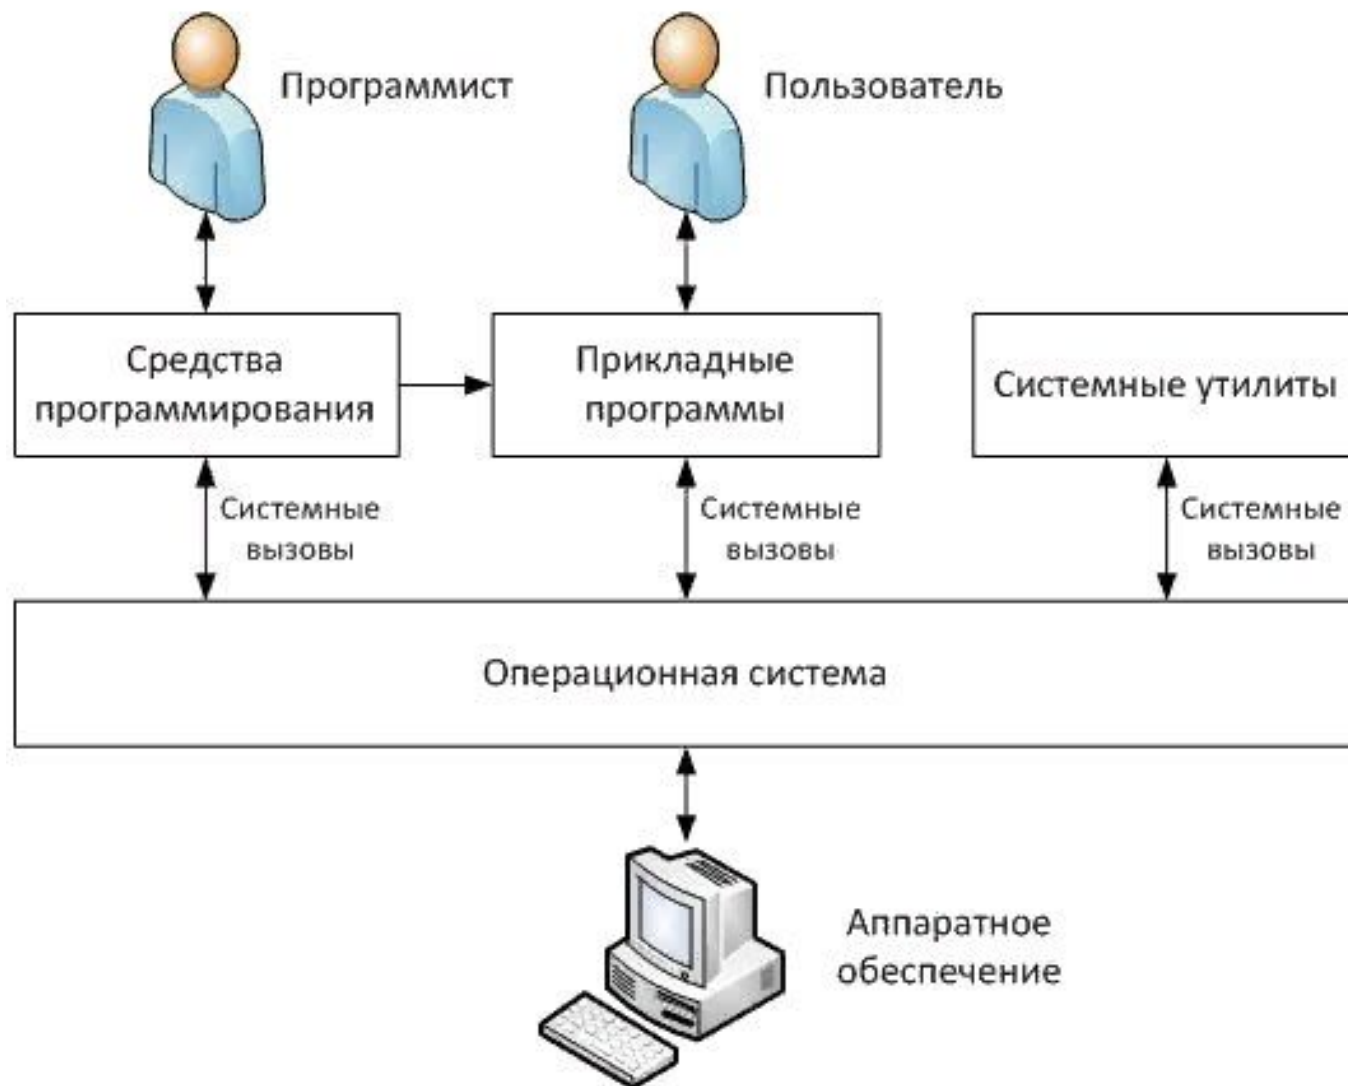 Программист
Пользователь
Средства
программирования
Прикладные
программы
Системные утилиты
Системные
вызовы
Системные
вызовы
Системные
вызовы
Операционная система
Аппаратное
обеспечение